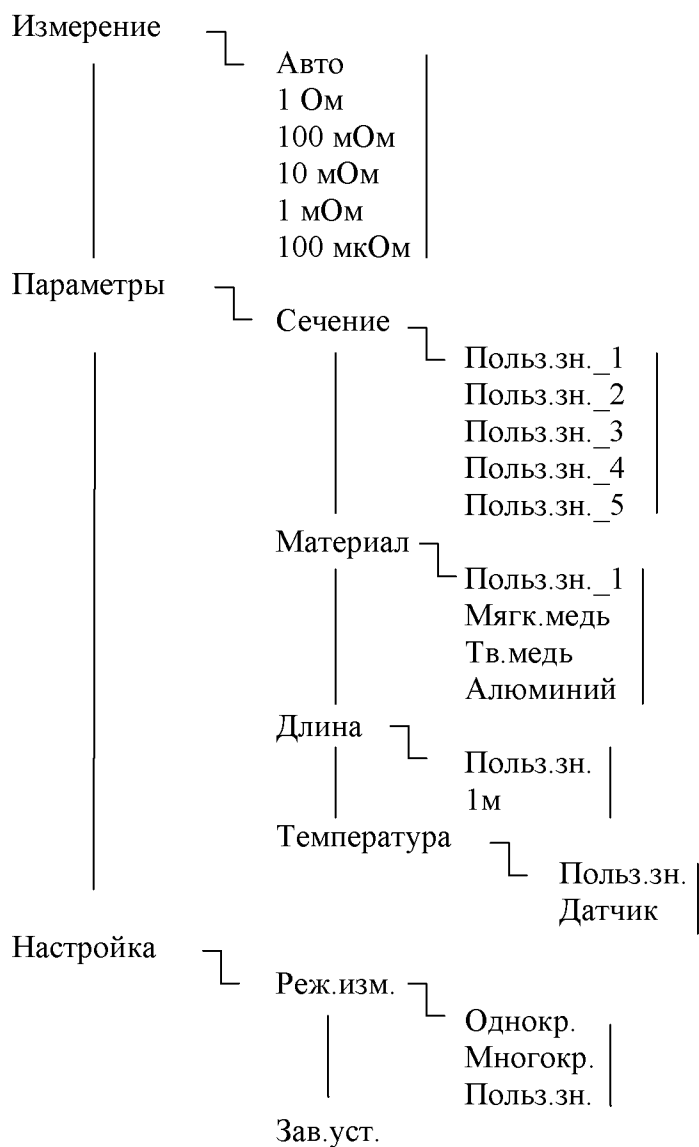 Измерение
Авто
1 Ом
100 мОм
10 мОм
1 мОм
100 мкОм
Параметры
Сечение
Польз.зн._1
Польз.зн._2
Польз.зн._3
Польз.зн._4
Польз.зн._5
Материал
Польз.зн._1
Мягк.медь
Тв.медь
Алюминий
Длина
Польз.зн.
1м
Температура
Польз.зн.
Датчик
Настройка
Реж.изм.
Однокр.
Многокр.
Польз.зн.
Зав.уст.